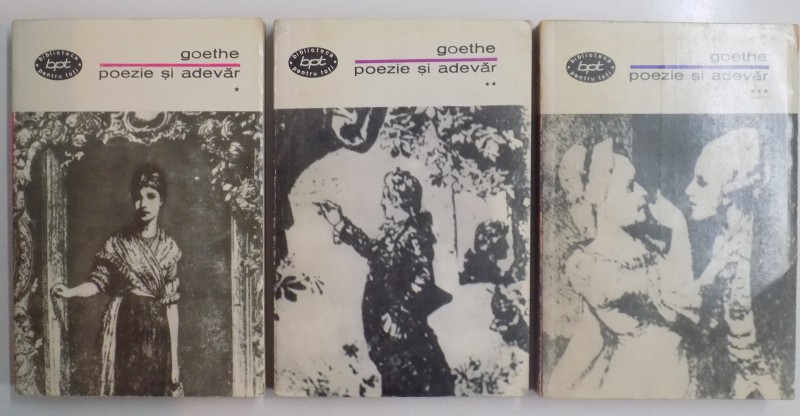 biblioteca
bpt
pentru toți
goethe
poezie și adevăr
*
biblioteca
bpt
pentru toți
goethe
poezie și adevăr
**
biblioteca
bpt
pentru toți
goethe
poezie și adevăr
***